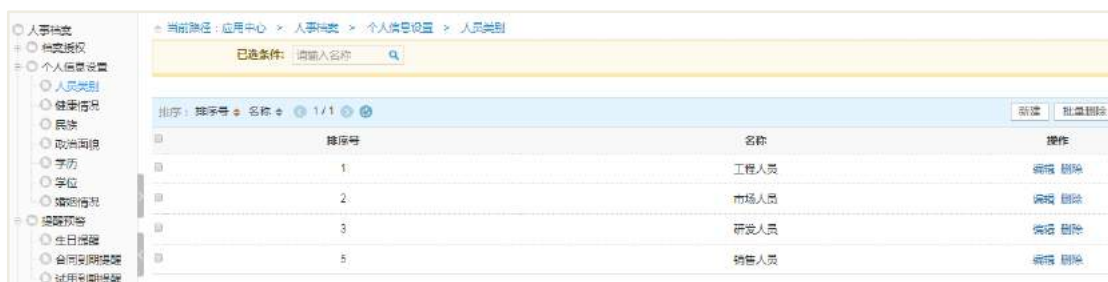 人事档案
档案授权
个人信息设置
人员类别
健康情况
民族
政治面貌
学历
学位
婚姻情况
提醒预警
生日提醒
合同到期提醒
试用到期提醒
当前路径：应用中心 > 人事档案 > 个人信息设置 > 人员类别
已选条件: 请输入名称
排序： 排序号 名称 1/1
新建 批量删除
排序号 名称 操作
1 工程人员 编辑 删除
2 市场人员 编辑 删除
3 研发人员 编辑 删除
5 销售人员 编辑 删除